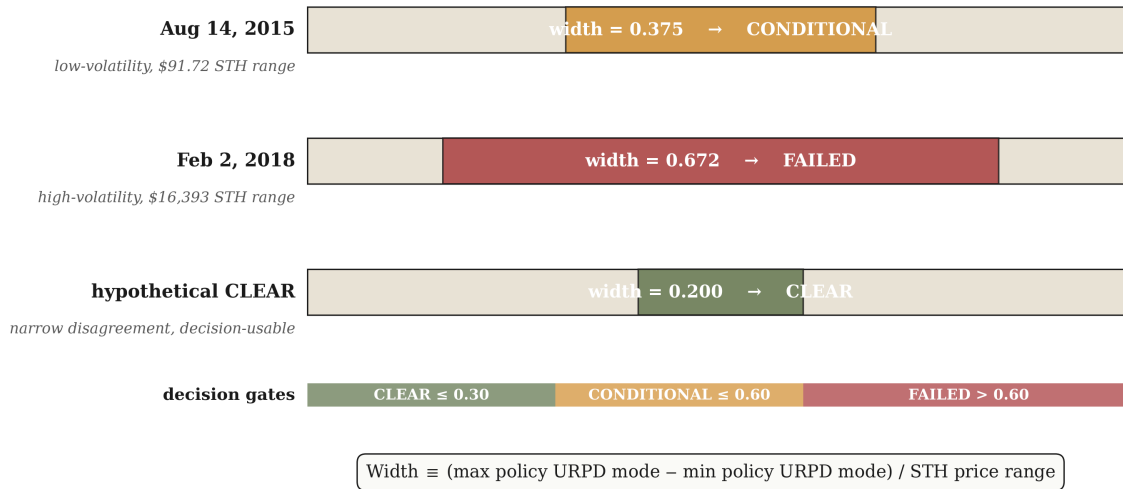 Aug 14, 2015
width = 0.375 → CONDITIONAL
low-volatility, $91.72 STH range
Feb 2, 2018
width = 0.672 → FAILED
high-volatility, $16,393 STH range
hypothetical CLEAR
width = 0.200 → CLEAR
narrow disagreement, decision-usable
decision gates
CLEAR ≤ 0.30
CONDITIONAL ≤ 0.60
FAILED > 0.60
Width ≡ (max policy URPD mode − min policy URPD mode) / STH price range